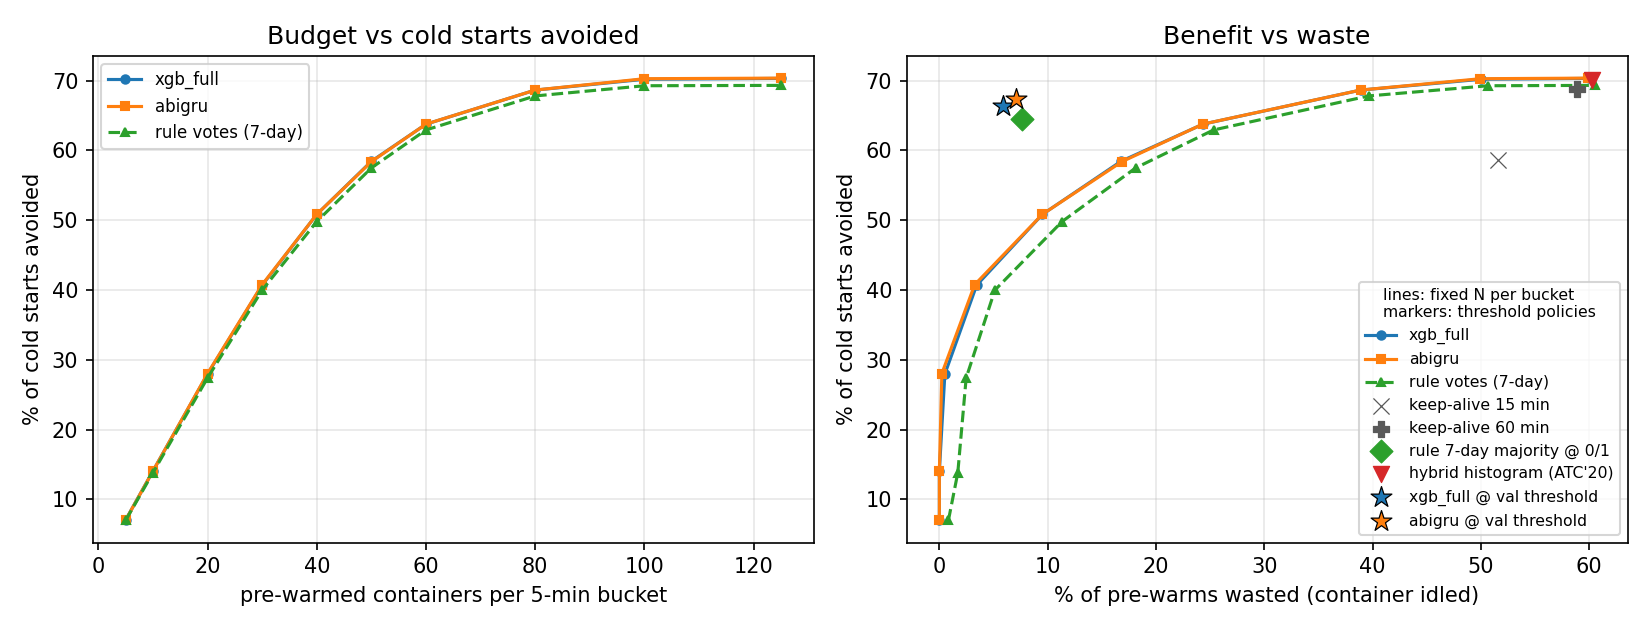 Budget vs cold starts avoided
% of cold starts avoided
70
60
50
40
30
20
10
xgb_full
abigru
rule votes (7-day)
0 20 40 60 80 100 120
pre-warmed containers per 5-min bucket
Benefit vs waste
% of cold starts avoided
70
60
50
40
30
20
10
lines: fixed N per bucket
markers: threshold policies
xgb_full
abigru
rule votes (7-day)
keep-alive 15 min
keep-alive 60 min
rule 7-day majority @ 0/1
hybrid histogram (ATC'20)
xgb_full @ val threshold
abigru @ val threshold
0 10 20 30 40 50 60
% of pre-warms wasted (container idled)